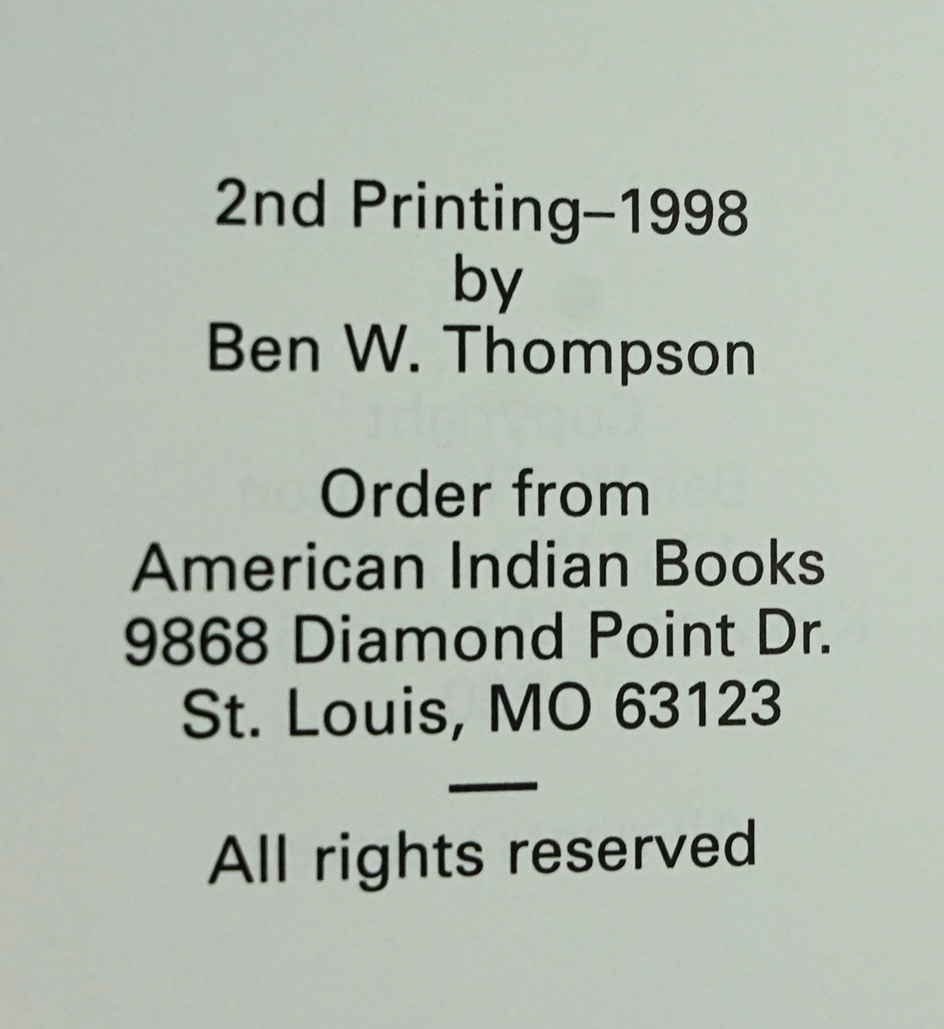 2nd Printing–1998
by
Ben W. Thompson
Order from
American Indian Books
9868 Diamond Point Dr.
St. Louis, MO 63123
All rights reserved